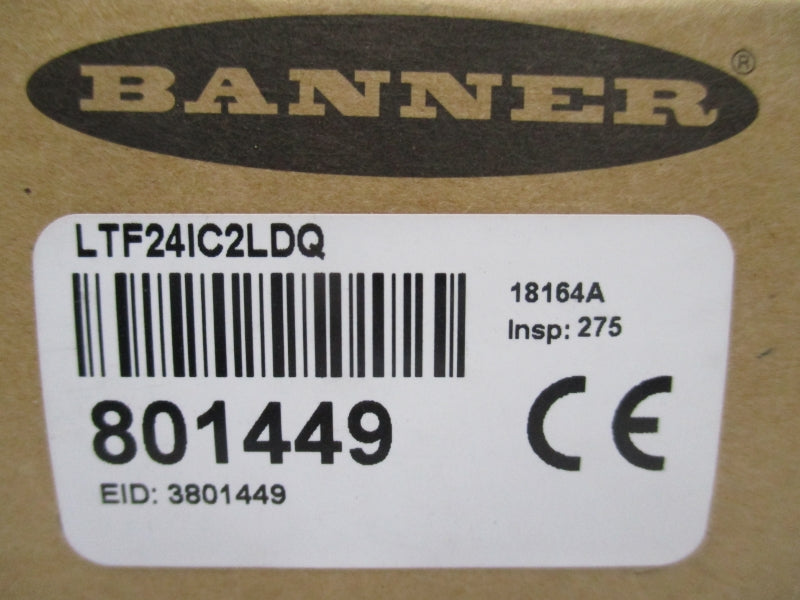 BANNER®
LTF24IC2LDQ
18164A
Insp: 275
801449
CE
EID: 3801449